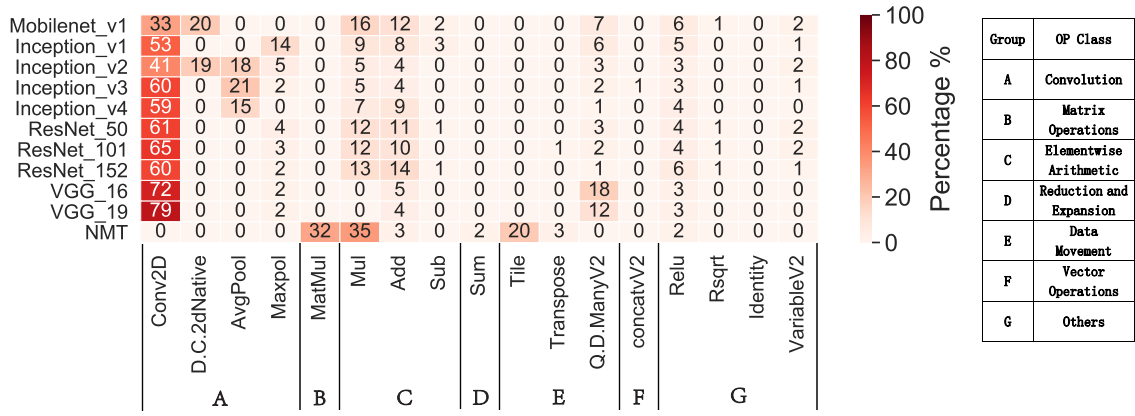 Mobilenet_v1 33 20 0 0 0 16 12 2 0 0 0 7 0 6 1 0 2
Inception_v1 53 0 0 14 0 9 8 3 0 0 0 6 0 5 0 0 1
Inception_v2 41 19 18 5 0 5 4 0 0 0 0 3 0 3 0 0 2
Inception_v3 60 0 21 2 0 5 4 0 0 0 0 2 1 3 0 0 1
Inception_v4 59 0 15 0 0 7 9 0 0 0 0 1 0 4 0 0 0
ResNet_50 61 0 0 4 0 12 11 1 0 0 0 3 0 4 1 0 2
ResNet_101 65 0 0 3 0 12 10 0 0 0 1 2 0 4 1 0 2
ResNet_152 60 0 0 2 0 13 14 1 0 0 0 1 0 6 1 0 1
VGG_16 72 0 0 2 0 0 5 0 0 0 0 18 0 3 0 0 0
VGG_19 79 0 0 2 0 0 4 0 0 0 0 12 0 3 0 0 0
NMT 0 0 0 0 32 35 3 0 2 20 3 0 0 2 0 0 0
Conv2D
D.C.2dNative
AvgPool
Maxpol
MatMul
Mul
Add
Sub
Sum
Tile
Transpose
Q.D.ManyV2
concatvV2
Relu
Rsqrt
Identity
VariableV2
A B C D E F G
100
80
60
40
20
0
Percentage %
Group OP Class
A Convolution
B Matrix
Operations
C Elementwise
Arithmetic
D Reduction and
Expansion
E Data
Movement
F Vector
Operations
G Others